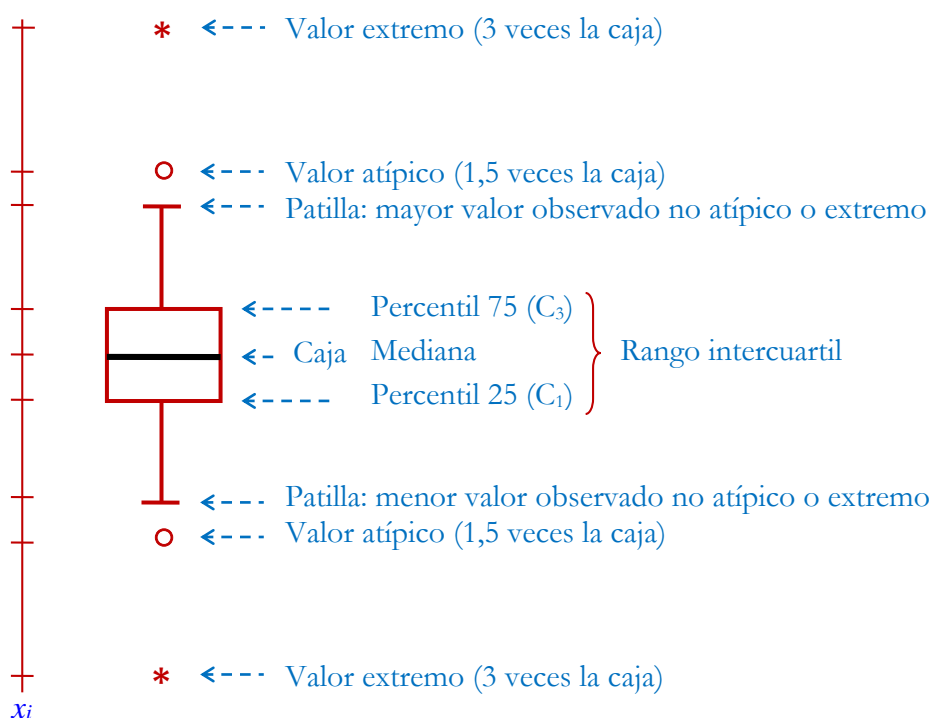 Valor extremo (3 veces la caja)
Valor atípico (1,5 veces la caja)
Patilla: mayor valor observado no atípico o extremo
Percentil 75 (C₃)
Caja Mediana Rango intercuartil
Percentil 25 (C₁)
Patilla: menor valor observado no atípico o extremo
Valor atípico (1,5 veces la caja)
Valor extremo (3 veces la caja)
xi